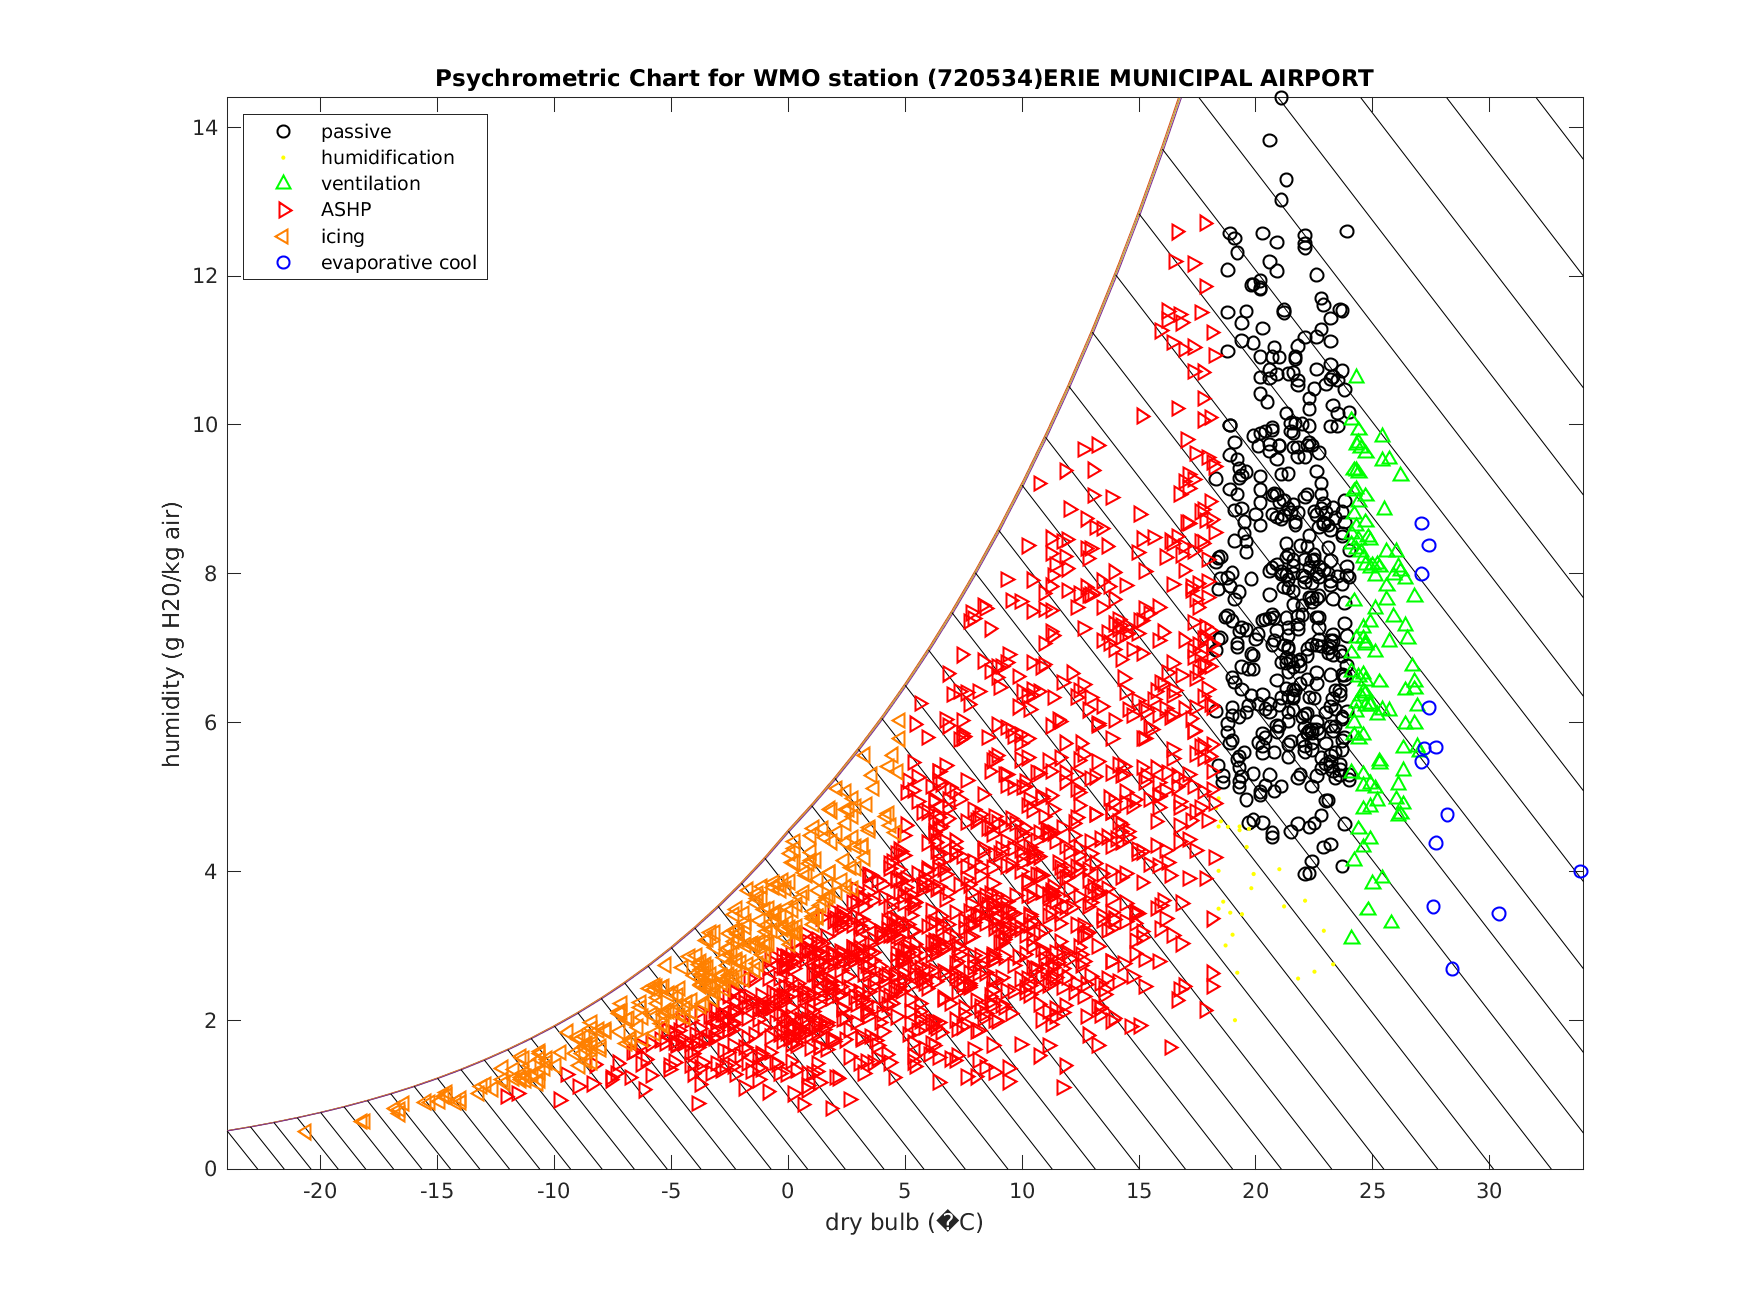 Psychrometric Chart for WMO station (720534)ERIE MUNICIPAL AIRPORT
passive
humidification
ventilation
ASHP
icing
evaporative cool
14
12
10
8
6
4
2
0
humidity (g H20/kg air)
-20 -15 -10 -5 0 5 10 15 20 25 30
dry bulb (�C)